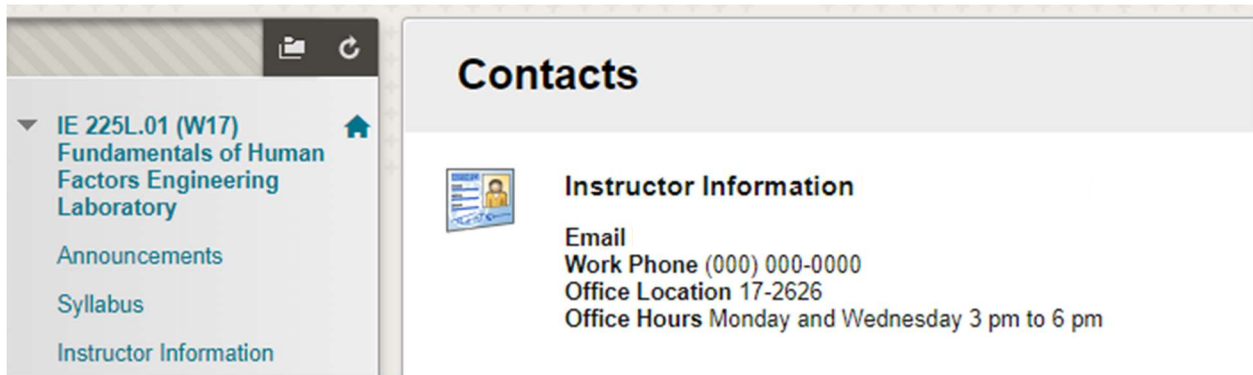 IE 225L.01 (W17)
Fundamentals of Human
Factors Engineering
Laboratory
Announcements
Syllabus
Instructor Information
Contacts
Instructor Information
Email
Work Phone (000) 000-0000
Office Location 17-2626
Office Hours Monday and Wednesday 3 pm to 6 pm